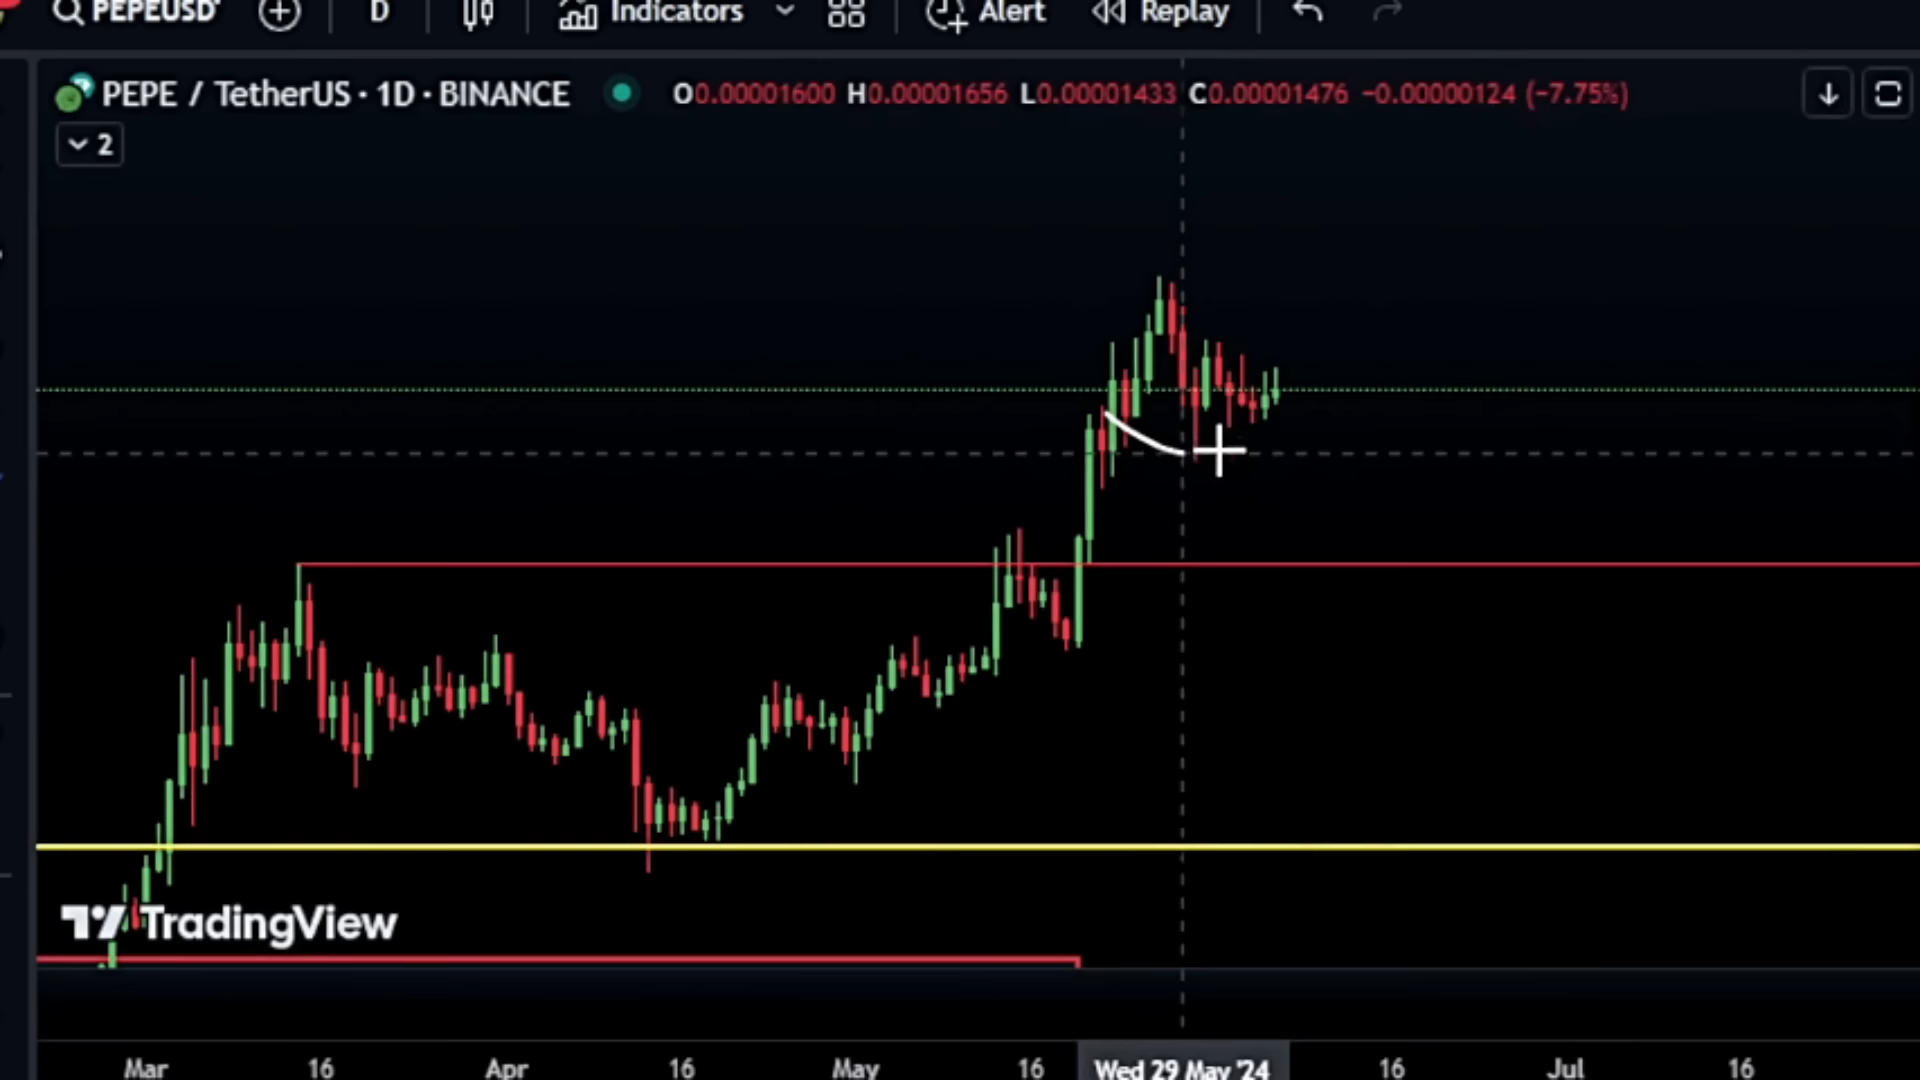 PEPEUSD D Indicators Alert Replay
PEPE / TetherUS · 1D · BINANCE O0.00001600 H0.00001656 L0.00001433 C0.00001476 −0.00000124 (−7.75%)
2
TradingView
Mar 16 Apr 16 May 16 Wed 29 May '24 16 Jul 16